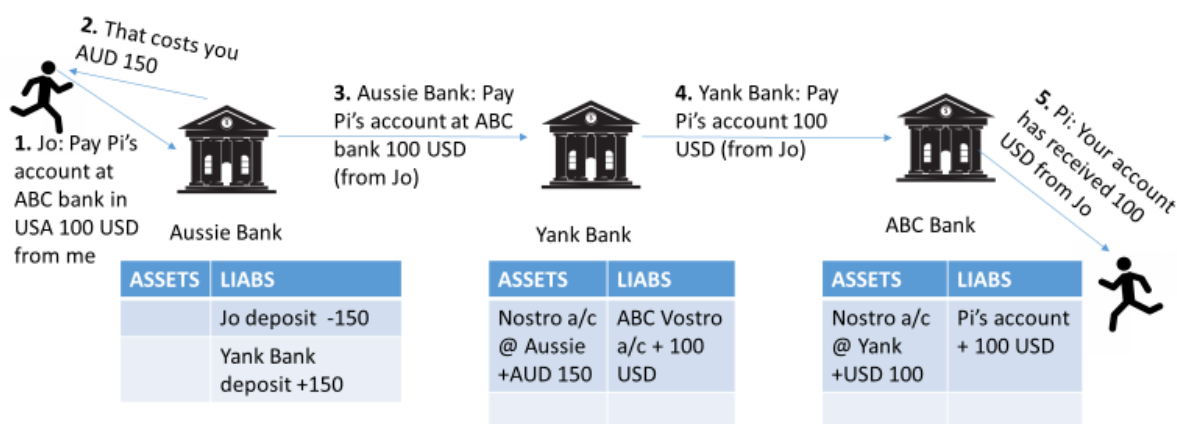 2. That costs you
AUD 150
1. Jo: Pay Pi's
account at
ABC bank in
USA 100 USD
from me
3. Aussie Bank: Pay
Pi's account at ABC
bank 100 USD
(from Jo)
4. Yank Bank: Pay
Pi's account 100
USD (from Jo)
5. Pi: Your account
has received 100
USD from Jo
Aussie Bank
Yank Bank
ABC Bank
ASSETS LIABS
Jo deposit -150
Yank Bank
deposit +150
ASSETS LIABS
Nostro a/c ABC Vostro
@ Aussie a/c + 100
+AUD 150 USD
ASSETS LIABS
Nostro a/c Pi's account
@ Yank + 100 USD
+USD 100